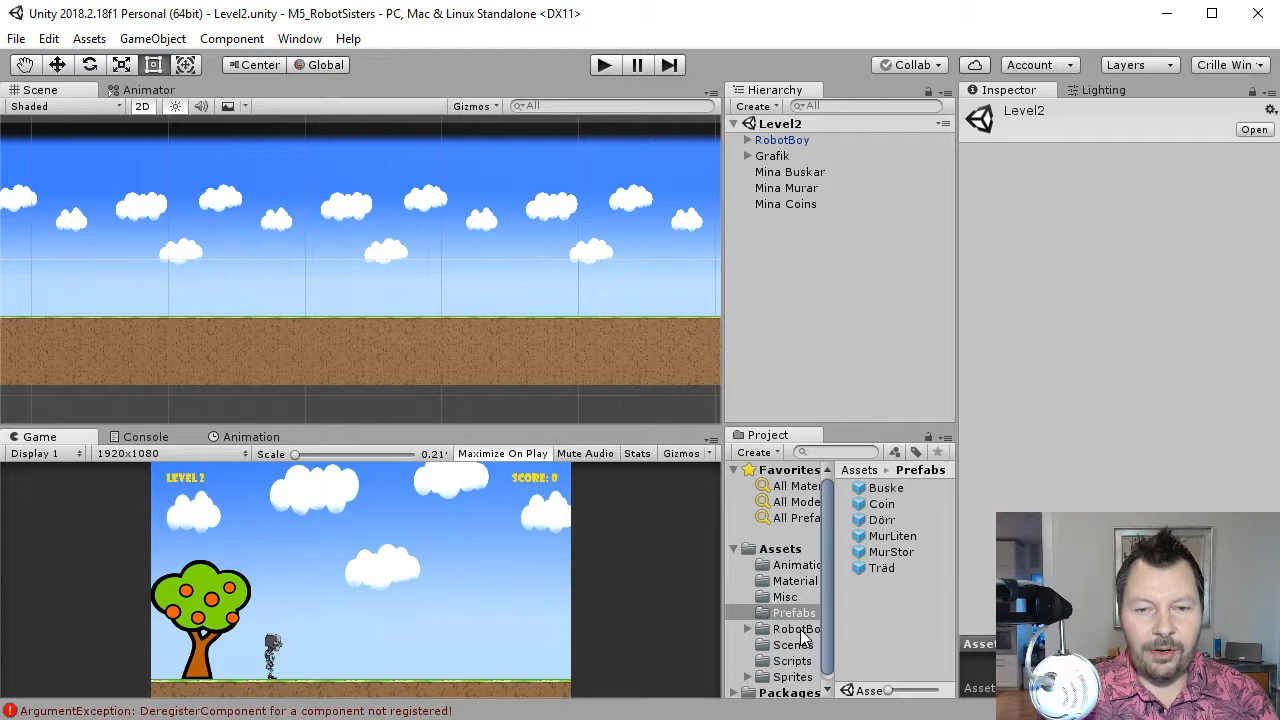 Unity 2018.2.18f1 Personal (64bit) - Level2.unity - M5_RobotSisters - PC, Mac & Linux Standalone <DX11>
File Edit Assets GameObject Component Window Help
Center Global Collab Account Layers Crille Win
Scene Animator Hierarchy Inspector Lighting
Shaded 2D Gizmos All Create All
Level2 Level2
Open
RobotBoy
Grafik
Mina Buskar
Mina Murar
Mina Coins
Game Console Animation Project
Display 1 1920x1080 Scale 0.21 Maximize On Play Mute Audio Stats Gizmos Create
LEVEL 2 SCORE: 0
Favorites Assets Prefabs
All Mater
All Mode
All Prefa
Assets
Animatic
Material
Misc
Prefabs
RobotBo
Scenes
Scripts
Sprites
Packages
Buske
Coin
Dörr
MurLiten
MurStor
Träd
Asse
Asset
Asset
ArgumentException: DeregisterComponent for a component not registered!